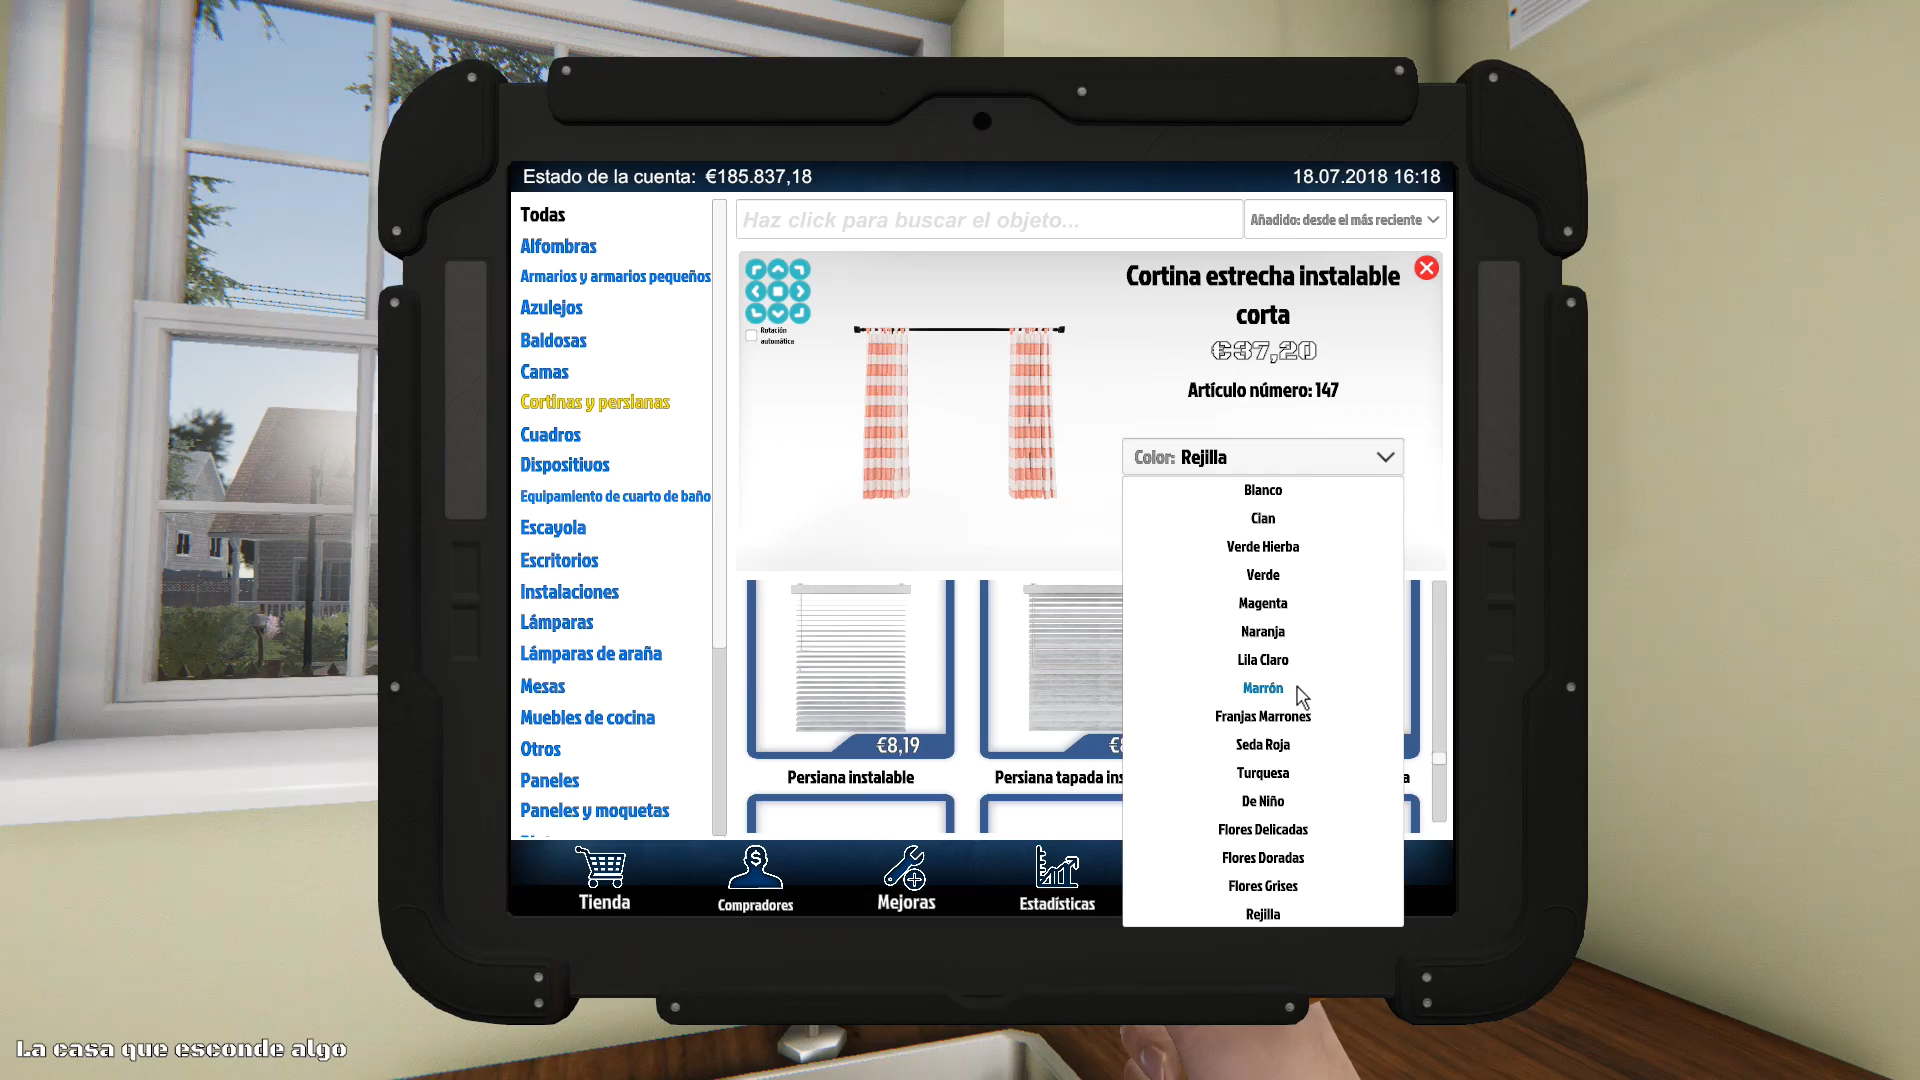 Estado de la cuenta: €185.837,18
18.07.2018 16:18
Todas
Alfombras
Armarios y armarios pequeños
Azulejos
Baldosas
Camas
Cortinas y persianas
Cuadros
Dispositivos
Equipamiento de cuarto de baño
Escayola
Escritorios
Instalaciones
Lámparas
Lámparas de araña
Mesas
Muebles de cocina
Otros
Paneles
Paneles y moquetas
Haz click para buscar el objeto...
Añadido: desde el más reciente
Rotación
automática
Cortina estrecha instalable
corta
€37,20
Artículo número: 147
Color: Rejilla
Blanco
Cian
Verde Hierba
Verde
Magenta
Naranja
Lila Claro
Marrón
Franjas Marrones
Seda Roja
Turquesa
De Niño
Flores Delicadas
Flores Doradas
Flores Grises
Rejilla
€8,19
Persiana instalable
Persiana tapada ins
Tienda
Compradores
Mejoras
Estadísticas
La casa que esconde algo